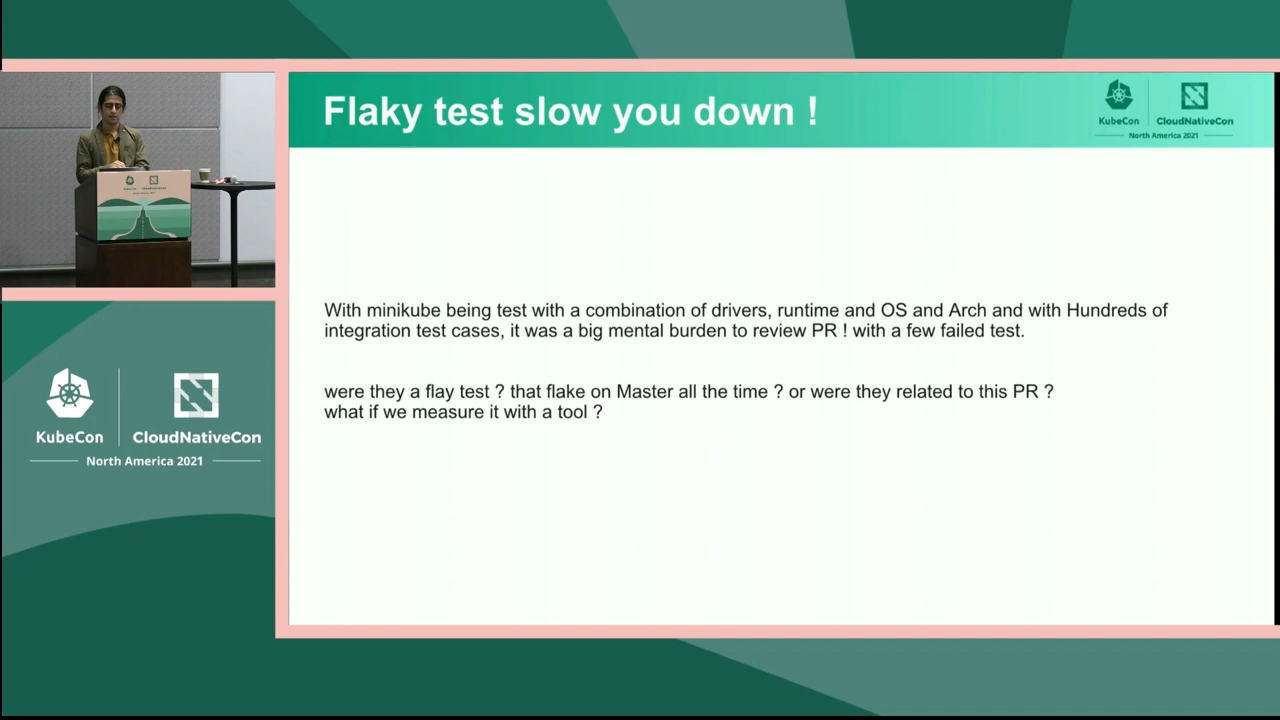 Flaky test slow you down !
KubeCon
CloudNativeCon
North America 2021
With minikube being test with a combination of drivers, runtime and OS and Arch and with Hundreds of
integration test cases, it was a big mental burden to review PR ! with a few failed test.
were they a flay test ? that flake on Master all the time ? or were they related to this PR ?
what if we measure it with a tool ?
KubeCon
CloudNativeCon
North America 2021